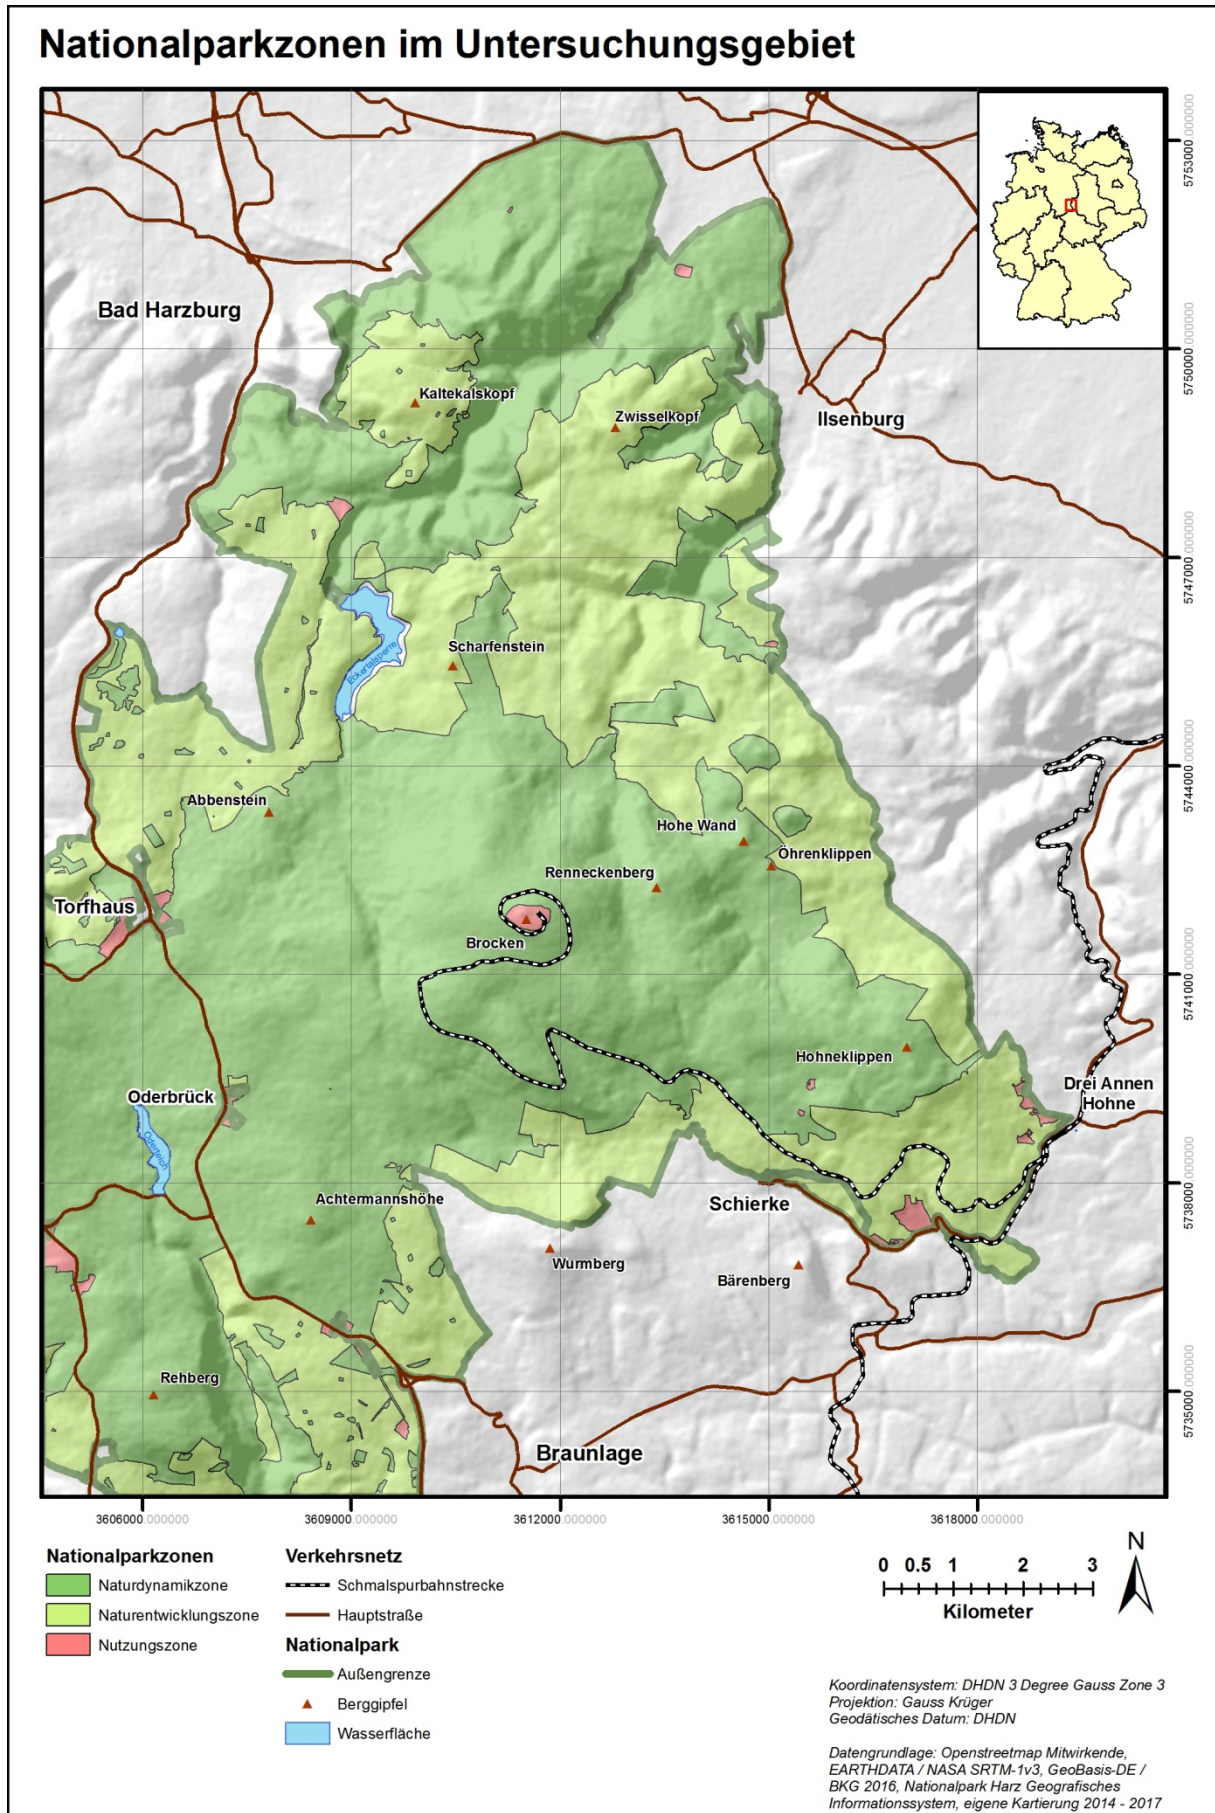 Nationalparkzonen im Untersuchungsgebiet
Bad Harzburg
Kaltekalskopf
Zwisselkopf
Ilsenburg
Eckertalsperre
Scharfenstein
Abbenstein
Hohe Wand
Öhrenklippen
Renneckenberg
Torfhaus
Brocken
Hohneklippen
Drei Annen
Hohne
Oderbrück
Oderteich
Achtermannshöhe
Schierke
Wurmberg
Bärenberg
Rehberg
Braunlage
5753000.000000
5750000.000000
5747000.000000
5744000.000000
5741000.000000
5738000.000000
5735000.000000
3606000.000000
3609000.000000
3612000.000000
3615000.000000
3618000.000000
Nationalparkzonen
Naturdynamikzone
Naturentwicklungszone
Nutzungszone
Verkehrsnetz
Schmalspurbahnstrecke
Hauptstraße
Nationalpark
Außengrenze
Berggipfel
Wasserfläche
0 0.5 1 2 3
Kilometer
N
Koordinatensystem: DHDN 3 Degree Gauss Zone 3
Projektion: Gauss Krüger
Geodätisches Datum: DHDN
Datengrundlage: Openstreetmap Mitwirkende,
EARTHDATA / NASA SRTM-1v3, GeoBasis-DE /
BKG 2016, Nationalpark Harz Geografisches
Informationssystem, eigene Kartierung 2014 - 2017